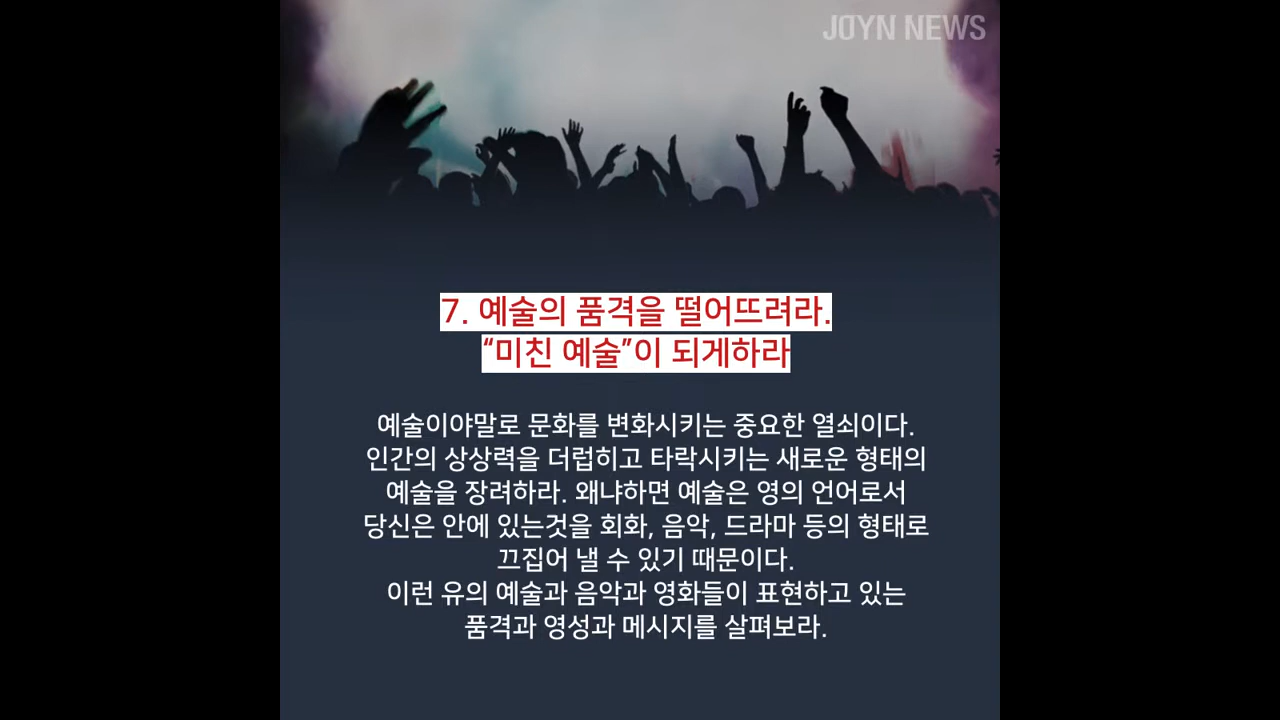 JOYN NEWS
7. 예술의 품격을 떨어뜨려라.
“미친 예술”이 되게하라
예술이야말로 문화를 변화시키는 중요한 열쇠이다.
인간의 상상력을 더럽히고 타락시키는 새로운 형태의
예술을 장려하라. 왜냐하면 예술은 영의 언어로서
당신은 안에 있는것을 회화, 음악, 드라마 등의 형태로
끄집어 낼 수 있기 때문이다.
이런 유의 예술과 음악과 영화들이 표현하고 있는
품격과 영성과 메시지를 살펴보라.